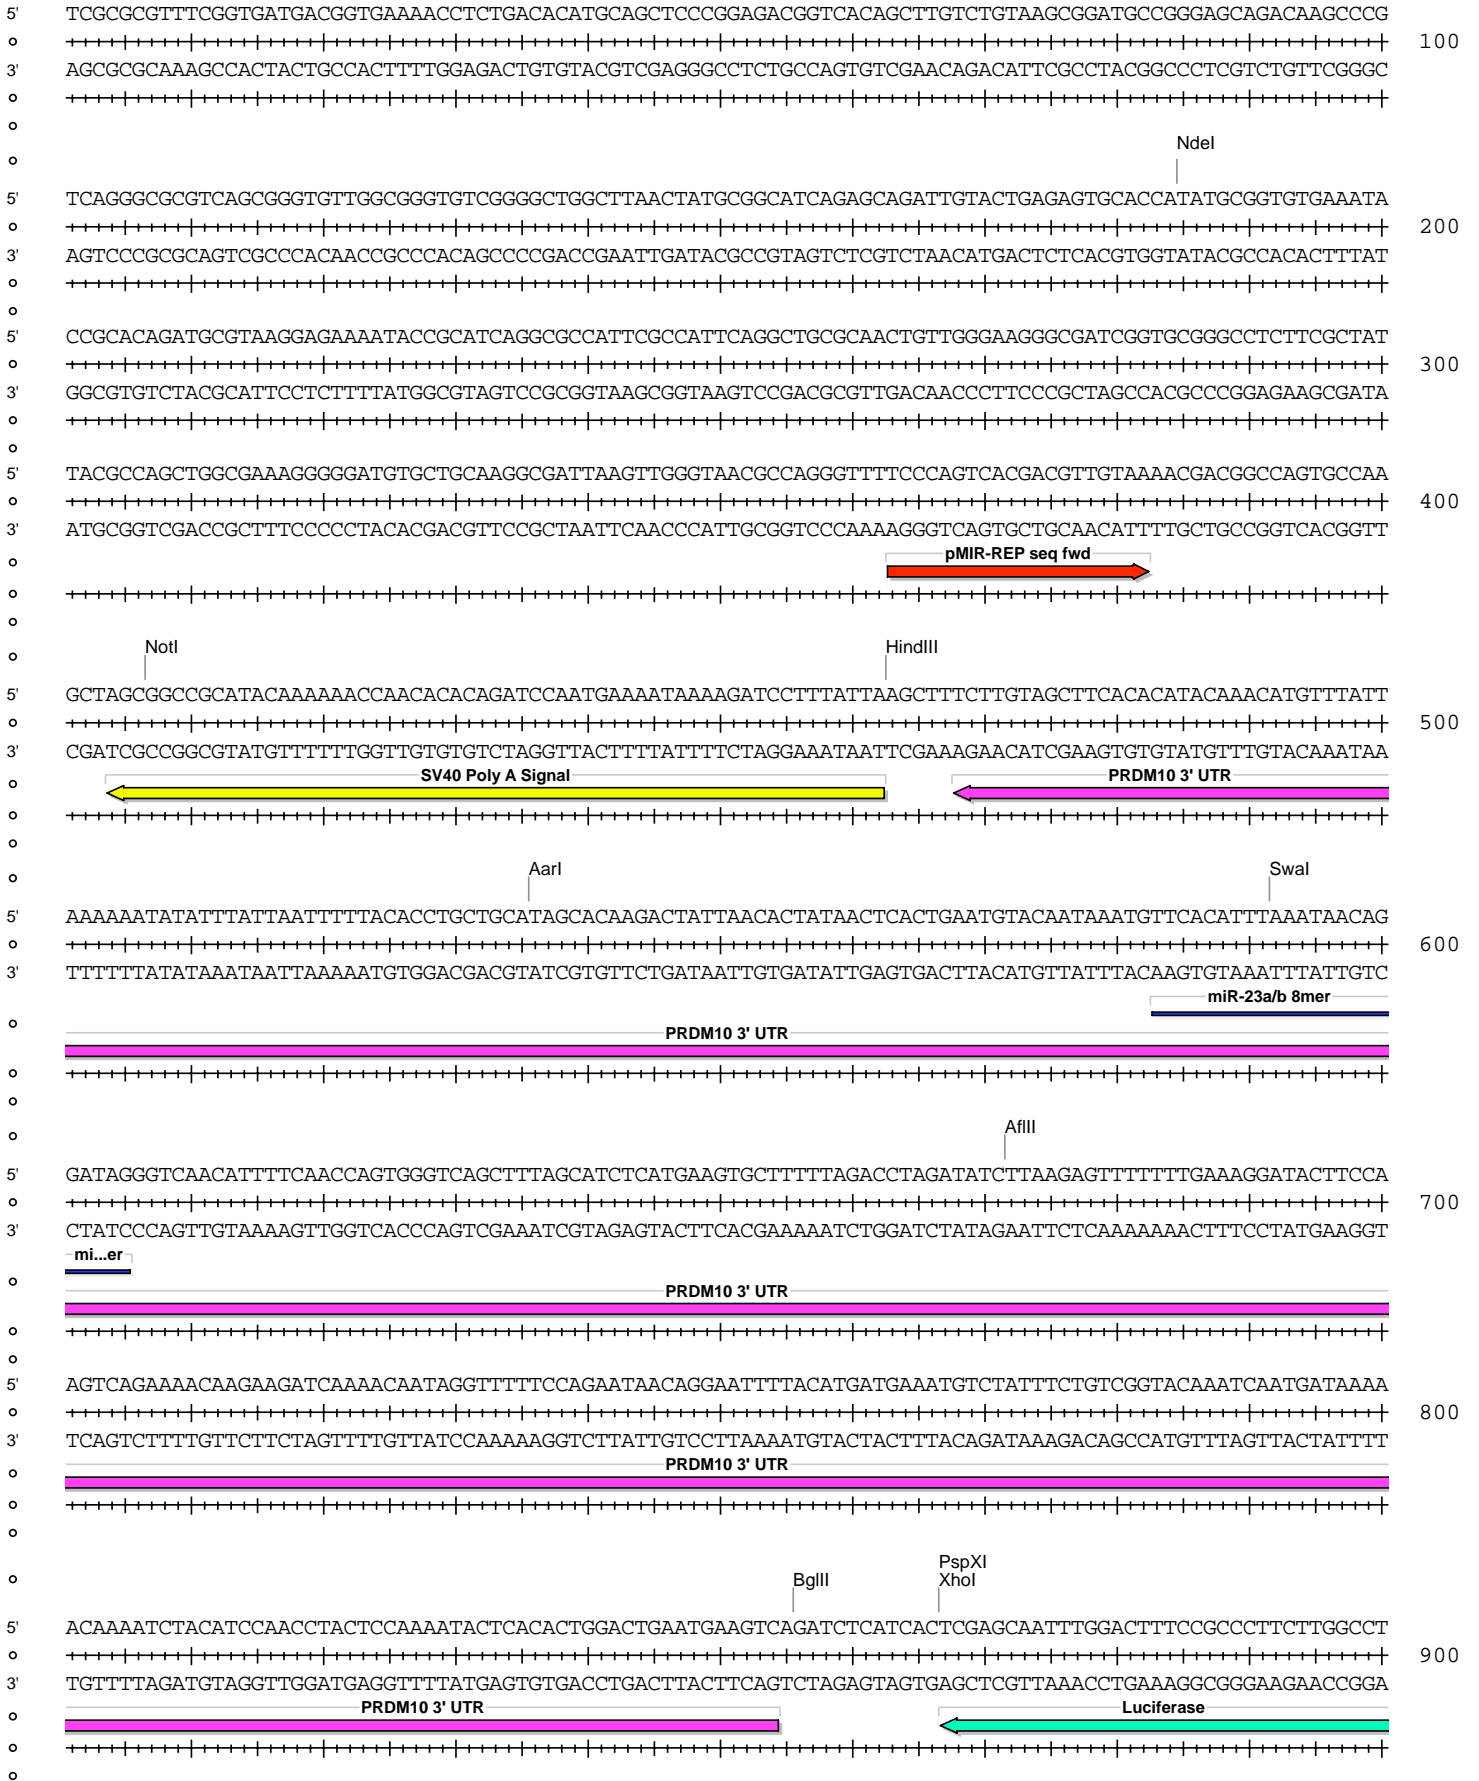 5' TCGCGCGTTTCGGTGATGACGGTGAAAACCTCTGACACATGCAGCTCCCGGAGACGGTCACAGCTTGTCTGTAAGCGGATGCCGGGAGCAGACAAGCCCG
100
3' AGCGCGCAAAGCCACTACTGCCACTTTTGGAGACTGTGTACGTCGAGGGCCTCTGCCAGTGTCGAACAGACATTCGCCTACGGCCCTCGTCTGTTCGGGC
NdeI
5' TCAGGGCGCGTCAGCGGGTGTTGGCGGGTGTCGGGGCTGGCTTAACTATGCGGCATCAGAGCAGATTGTACTGAGAGTGCACCATATGCGGTGTGAAATA
200
3' AGTCCCGCGCAGTCGCCCACAACCGCCCACAGCCCCGACCGAATTGATACGCCGTAGTCTCGTCTAACATGACTCTCACGTGGTATACGCCACACTTTAT
5' CCGCACAGATGCGTAAGGAGAAAATACCGCATCAGGCGCCATTCGCCATTCAGGCTGCGCAACTGTTGGGAAGGGCGATCGGTGCGGGCCTCTTCGCTAT
300
3' GGCGTGTCTACGCATTCCTCTTTTATGGCGTAGTCCGCGGTAAGCGGTAAGTCCGACGCGTTGACAACCCTTCCCGCTAGCCACGCCCGGAGAAGCGATA
5' TACGCCAGCTGGCGAAAGGGGGATGTGCTGCAAGGCGATTAAGTTGGGTAACGCCAGGGTTTTCCCAGTCACGACGTTGTAAAACGACGGCCAGTGCCAA
400
3' ATGCGGTCGACCGCTTTCCCCCTACACGACGTTCCGCTAATTCAACCCATTGCGGTCCCAAAAGGGTCAGTGCTGCAACATTTTGCTGCCGGTCACGGTT
pMIR-REP seq fwd
NotI HindIII
5' GCTAGCGGCCGCATACAAAAAACCAACACACAGATCCAATGAAAATAAAAGATCCTTTATTAAGCTTTCTTGTAGCTTCACACATACAAACATGTTTATT
500
3' CGATCGCCGGCGTATGTTTTTTGGTTGTGTGTCTAGGTTACTTTTATTTTCTAGGAAATAATTCGAAAGAACATCGAAGTGTGTATGTTTGTACAAATAA
SV40 Poly A Signal PRDM10 3' UTR
AarI SwaI
5' AAAAAATATATTTATTAATTTTTACACCTGCTGCATAGCACAAGACTATTAACACTATAACTCACTGAATGTACAATAAATGTTCACATTTAAATAACAG
600
3' TTTTTTATATAAATAATTAAAAATGTGGACGACGTATCGTGTTCTGATAATTGTGATATTGAGTGACTTACATGTTATTTACAAGTGTAAATTTATTGTC
miR-23a/b 8mer
PRDM10 3' UTR
AflII
5' GATAGGGTCAACATTTTCAACCAGTGGGTCAGCTTTAGCATCTCATGAAGTGCTTTTTAGACCTAGATATCTTAAGAGTTTTTTTGAAAGGATACTTCCA
700
3' CTATCCCAGTTGTAAAAGTTGGTCACCCAGTCGAAATCGTAGAGTACTTCACGAAAAATCTGGATCTATAGAATTCTCAAAAAAACTTTCCTATGAAGGT
mi...er
PRDM10 3' UTR
5' AGTCAGAAAACAAGAAGATCAAAACAATAGGTTTTTCCAGAATAACAGGAATTTTACATGATGAAATGTCTATTTCTGTCGGTACAAATCAATGATAAAA
800
3' TCAGTCTTTTGTTCTTCTAGTTTTGTTATCCAAAAAGGTCTTATTGTCCTTAAAATGTACTACTTTACAGATAAAGACAGCCATGTTTAGTTACTATTTT
PRDM10 3' UTR
PspXI
BglII XhoI
5' ACAAAATCTACATCCAACCTACTCCAAAATACTCACACTGGACTGAATGAAGTCAGATCTCATCACTCGAGCAATTTGGACTTTCCGCCCTTCTTGGCCT
900
3' TGTTTTAGATGTAGGTTGGATGAGGTTTTATGAGTGTGACCTGACTTACTTCAGTCTAGAGTAGTGAGCTCGTTAAACCTGAAAGGCGGGAAGAACCGGA
PRDM10 3' UTR Luciferase